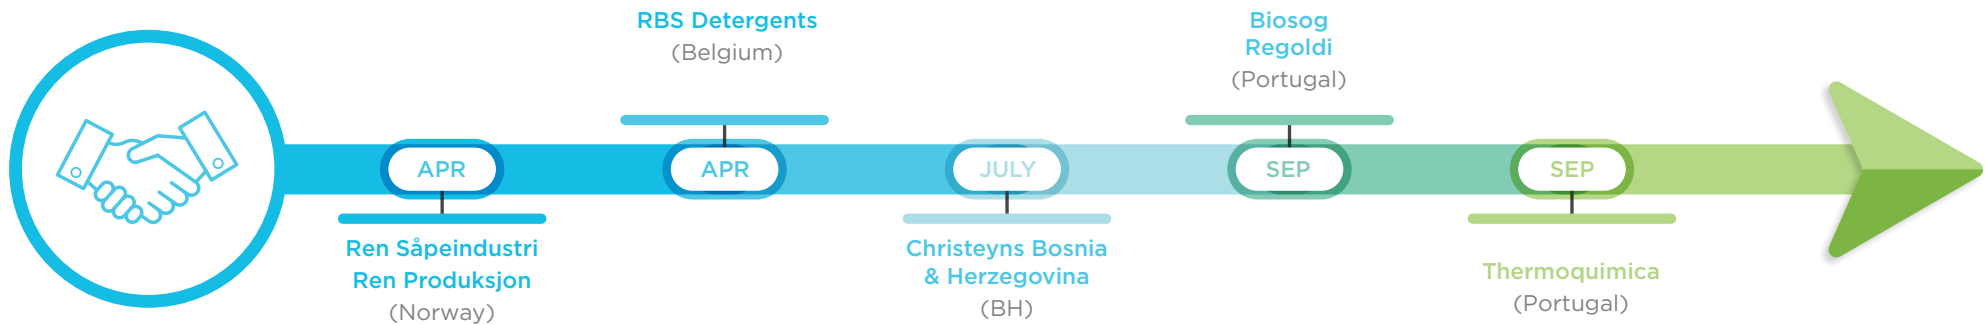 RBS Detergents
(Belgium)
Biosog
Regoldi
(Portugal)
APR
APR
JULY
SEP
SEP
Ren Såpeindustri
Ren Produksjon
(Norway)
Christeyns Bosnia
& Herzegovina
(BH)
Thermoquimica
(Portugal)